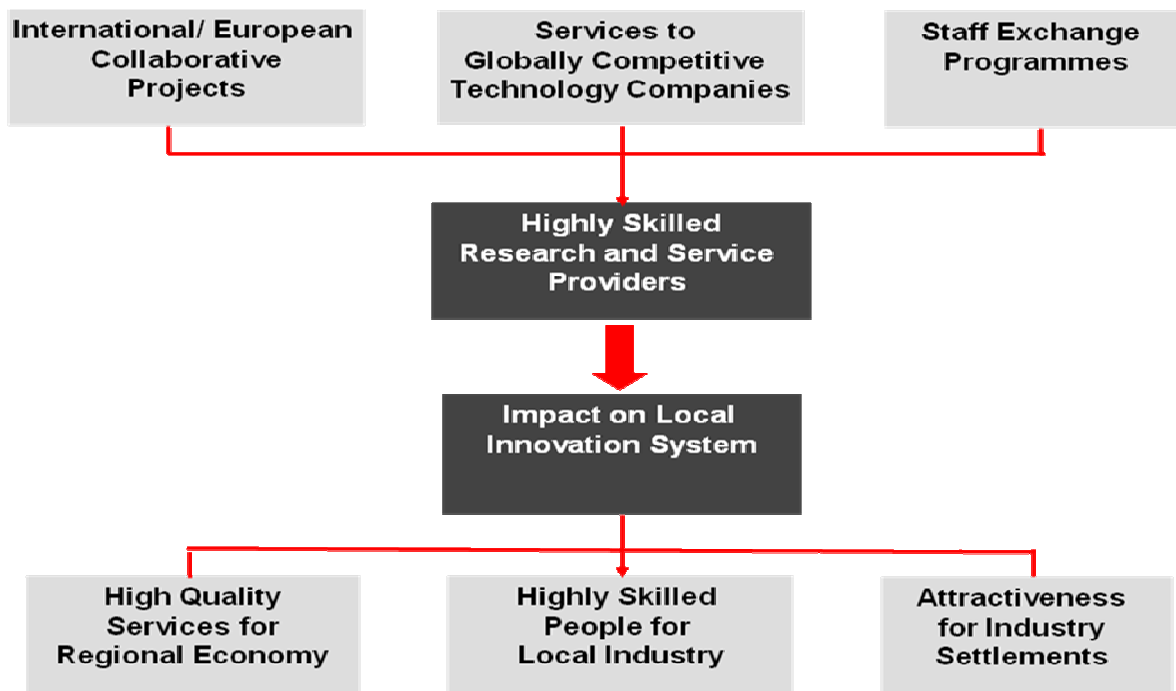 International/ European
Collaborative
Projects
Services to
Globally Competitive
Technology Companies
Staff Exchange
Programmes
Highly Skilled
Research and Service
Providers
Impact on Local
Innovation System
High Quality
Services for
Regional Economy
Highly Skilled
People for
Local Industry
Attractiveness
for Industry
Settlements